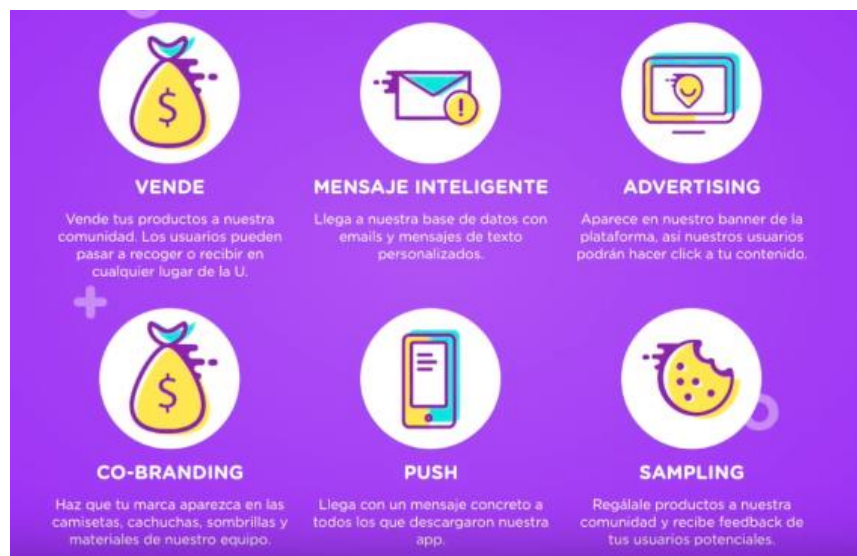 VENDE
Vende tus productos a nuestra
comunidad. Los usuarios pueden
pasar a recoger o recibir en
cualquier lugar de la U.
MENSAJE INTELIGENTE
Llega a nuestra base de datos con
emails y mensajes de texto
personalizados.
ADVERTISING
Aparece en nuestro banner de la
plataforma, así nuestros usuarios
podrán hacer click a tu contenido.
CO-BRANDING
Haz que tu marca aparezca en las
camisetas, cachuchas, sombrillas y
materiales de nuestro equipo.
PUSH
Llega con un mensaje concreto a
todos los que descargaron nuestra
app.
SAMPLING
Regálale productos a nuestra
comunidad y recibe feedback de
tus usuarios potenciales.